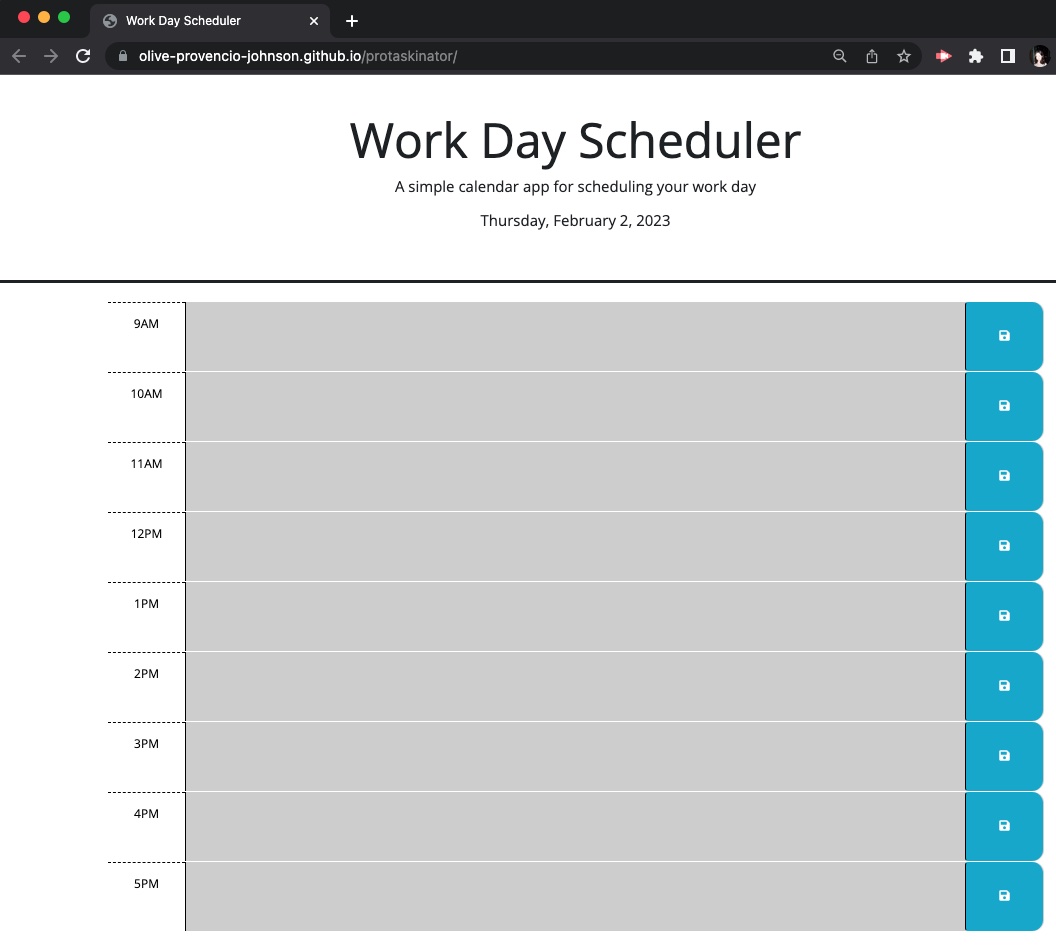 Work Day Scheduler
olive-provencio-johnson.github.io/protaskinator/
Work Day Scheduler
A simple calendar app for scheduling your work day
Thursday, February 2, 2023
9AM
10AM
11AM
12PM
1PM
2PM
3PM
4PM
5PM